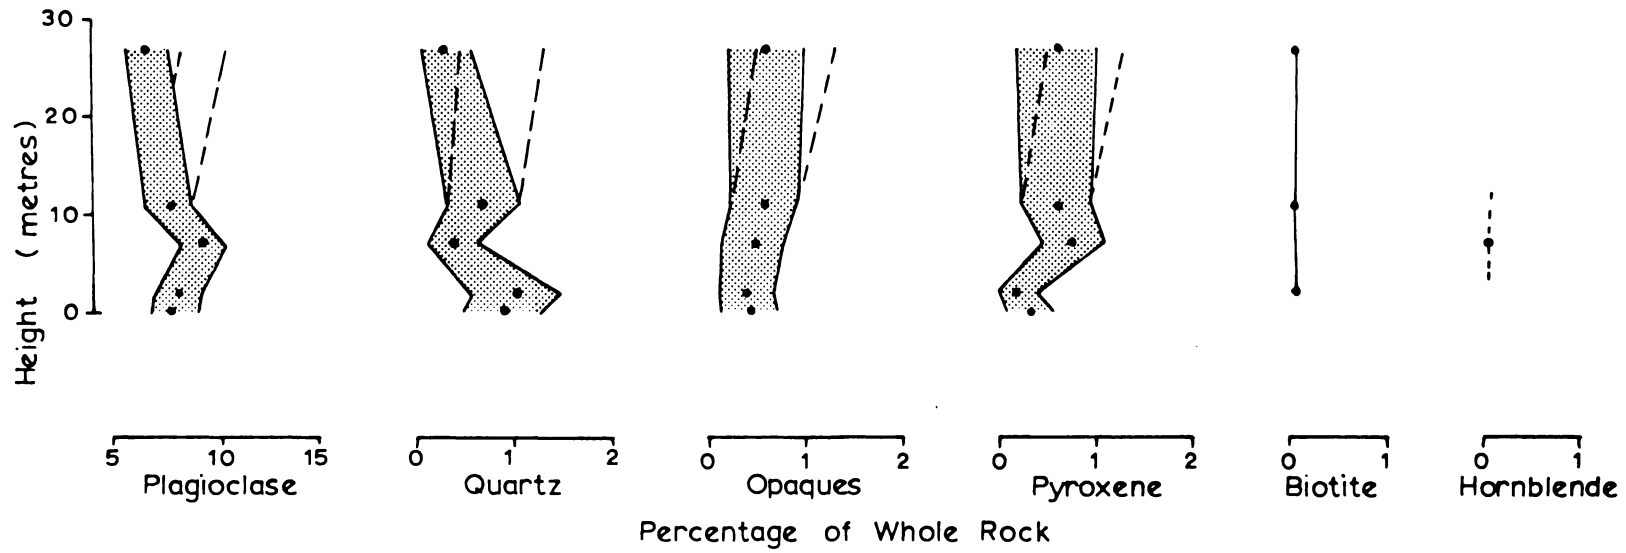 30
20
10
0
Height (metres)
5 10 15
Plagioclase
0 1 2
Quartz
0 1 2
Opaques
0 1 2
Pyroxene
0 1
Biotite
0 1
Hornblende
Percentage of Whole Rock